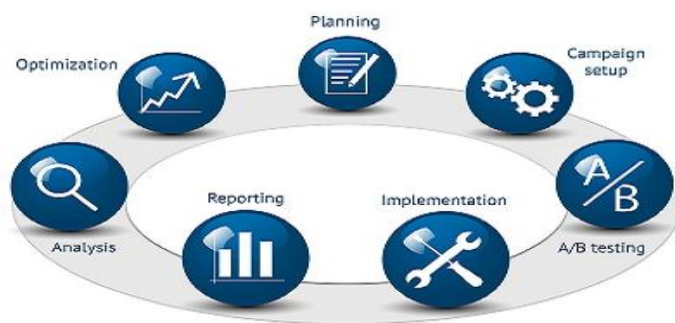 Planning
Optimization
Campaign
setup
A/B
Reporting
Implementation
Analysis
A/B testing